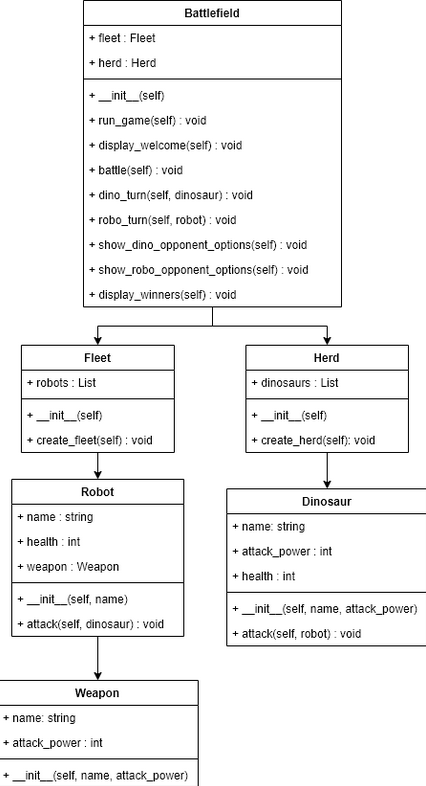 Battlefield
+ fleet : Fleet
+ herd : Herd
+ __init__(self)
+ run_game(self) : void
+ display_welcome(self) : void
+ battle(self) : void
+ dino_turn(self, dinosaur) : void
+ robo_turn(self, robot) : void
+ show_dino_opponent_options(self) : void
+ show_robo_opponent_options(self) : void
+ display_winners(self) : void
Fleet
+ robots : List
+ __init__(self)
+ create_fleet(self) : void
Herd
+ dinosaurs : List
+ __init__(self)
+ create_herd(self): void
Robot
+ name : string
+ health : int
+ weapon : Weapon
+ __init__(self, name)
+ attack(self, dinosaur) : void
Dinosaur
+ name: string
+ attack_power : int
+ health : int
+ __init__(self, name, attack_power)
+ attack(self, robot) : void
Weapon
+ name: string
+ attack_power : int
+ __init__(self, name, attack_power)